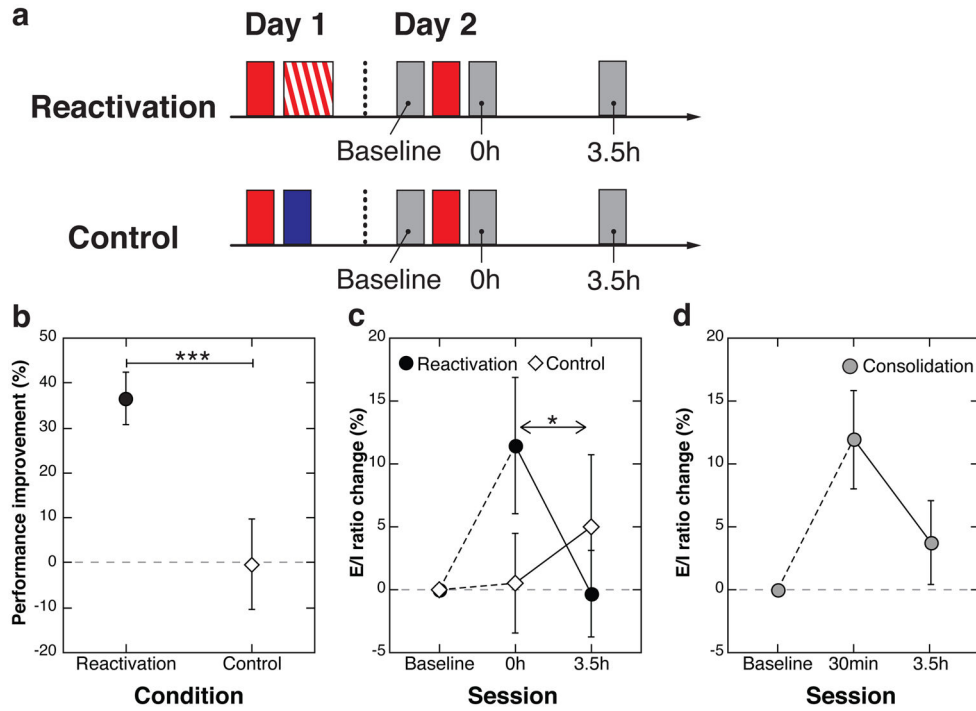 a
Day 1 Day 2
Reactivation
Baseline 0h 3.5h
Control
Baseline 0h 3.5h
b
50
40
30
20
10
0
-10
-20
Performance improvement (%)
***
Reactivation Control
Condition
c
20
15
10
5
0
-5
E/I ratio change (%)
Reactivation Control
*
Baseline 0h 3.5h
Session
d
20
15
10
5
0
-5
E/I ratio change (%)
Consolidation
Baseline 30min 3.5h
Session